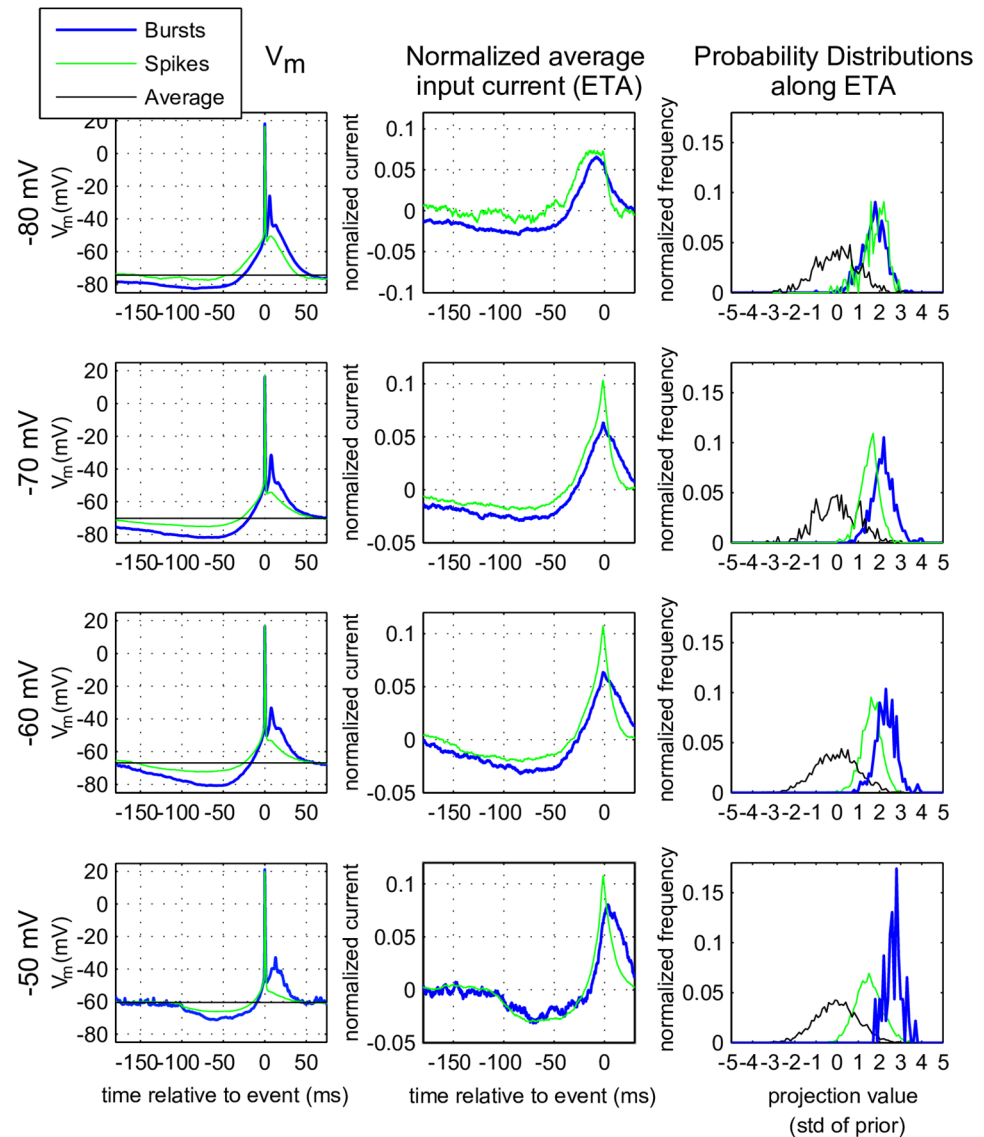 Bursts
Spikes
Average
Vm
Normalized average
input current (ETA)
Probability Distributions
along ETA
-80 mV
Vm(mV)
20
0
-20
-40
-60
-80
-150-100 -50 0 50
normalized current
0.1
0.05
0
-0.05
-0.1
-150 -100 -50 0
normalized frequency
0.15
0.1
0.05
0
-5-4-3-2-1 0 1 2 3 4 5
-70 mV
Vm(mV)
20
0
-20
-40
-60
-80
-150-100 -50 0 50
normalized current
0.1
0.05
0
-0.05
-150 -100 -50 0
normalized frequency
0.15
0.1
0.05
0
-5-4-3-2-1 0 1 2 3 4 5
-60 mV
Vm(mV)
20
0
-20
-40
-60
-80
-150-100 -50 0 50
normalized current
0.1
0.05
0
-0.05
-150 -100 -50 0
normalized frequency
0.15
0.1
0.05
0
-5-4-3-2-1 0 1 2 3 4 5
-50 mV
Vm(mV)
20
0
-20
-40
-60
-80
-150-100 -50 0 50
time relative to event (ms)
normalized current
0.1
0.05
0
-0.05
-150 -100 -50 0
time relative to event (ms)
normalized frequency
0.15
0.1
0.05
0
-5-4-3-2-1 0 1 2 3 4 5
projection value
(std of prior)